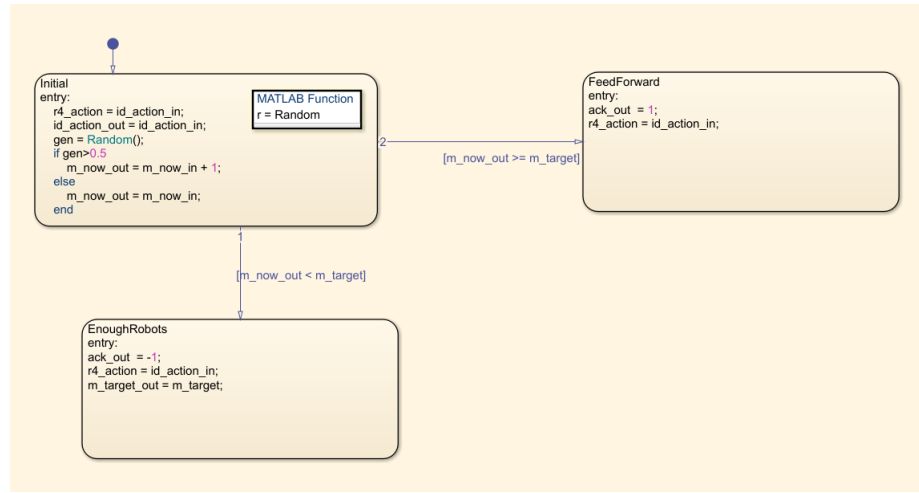 Initial
entry:
r4_action = id_action_in;
id_action_out = id_action_in;
gen = Random();
if gen>0.5
m_now_out = m_now_in + 1;
else
m_now_out = m_now_in;
end
MATLAB Function
r = Random
2
[m_now_out >= m_target]
FeedForward
entry:
ack_out = 1;
r4_action = id_action_in;
1
[m_now_out < m_target]
EnoughRobots
entry:
ack_out = -1;
r4_action = id_action_in;
m_target_out = m_target;